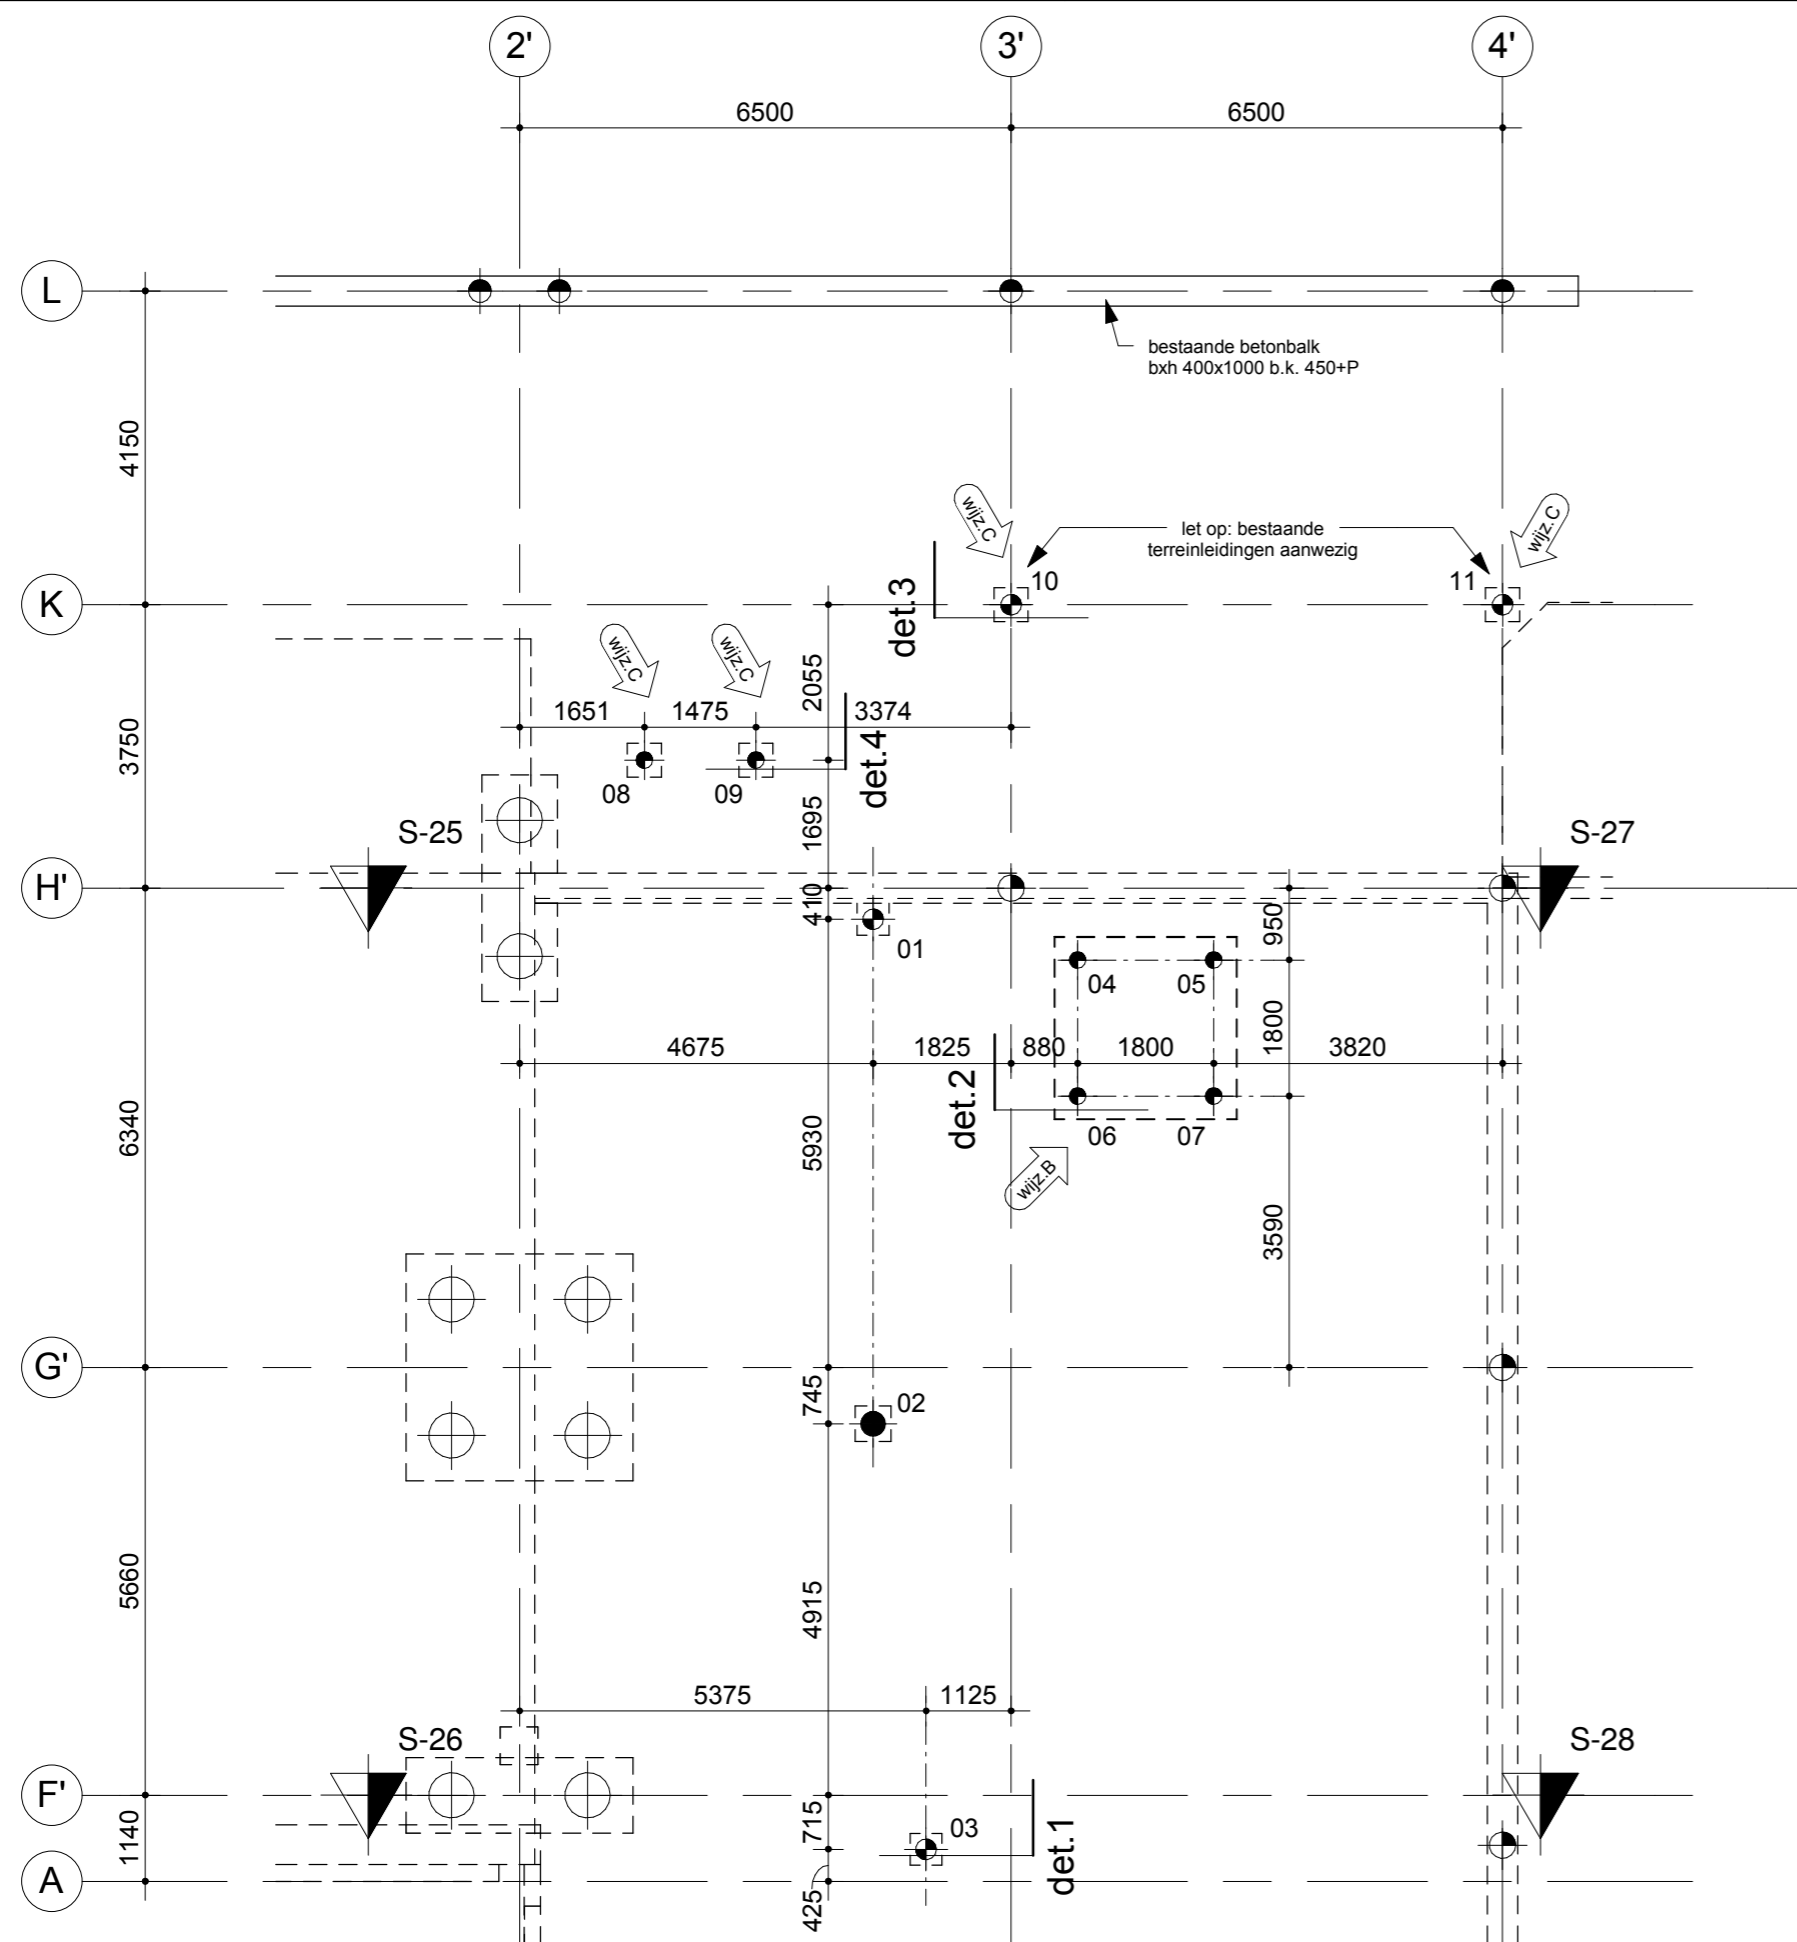 2'
3'
4'
6500
6500
L
bestaande betonbalk
bxh 400x1000 b.k. 450+P
4150
wijz.C
let op: bestaande
terreinleidingen aanwezig
wijz.C
det.3
10
11
K
wijz.C
wijz.C
2055
1651
1475
3374
3750
det.4
08
09
1695
S-25
S-27
H'
410
01
950
04
05
1800
4675
1825
880
1800
3820
det.2
6340
5930
06
07
wijz.B
3590
G'
745
02
5660
4915
5375
1125
S-26
S-28
F'
1140
715
03
det.1
A
425